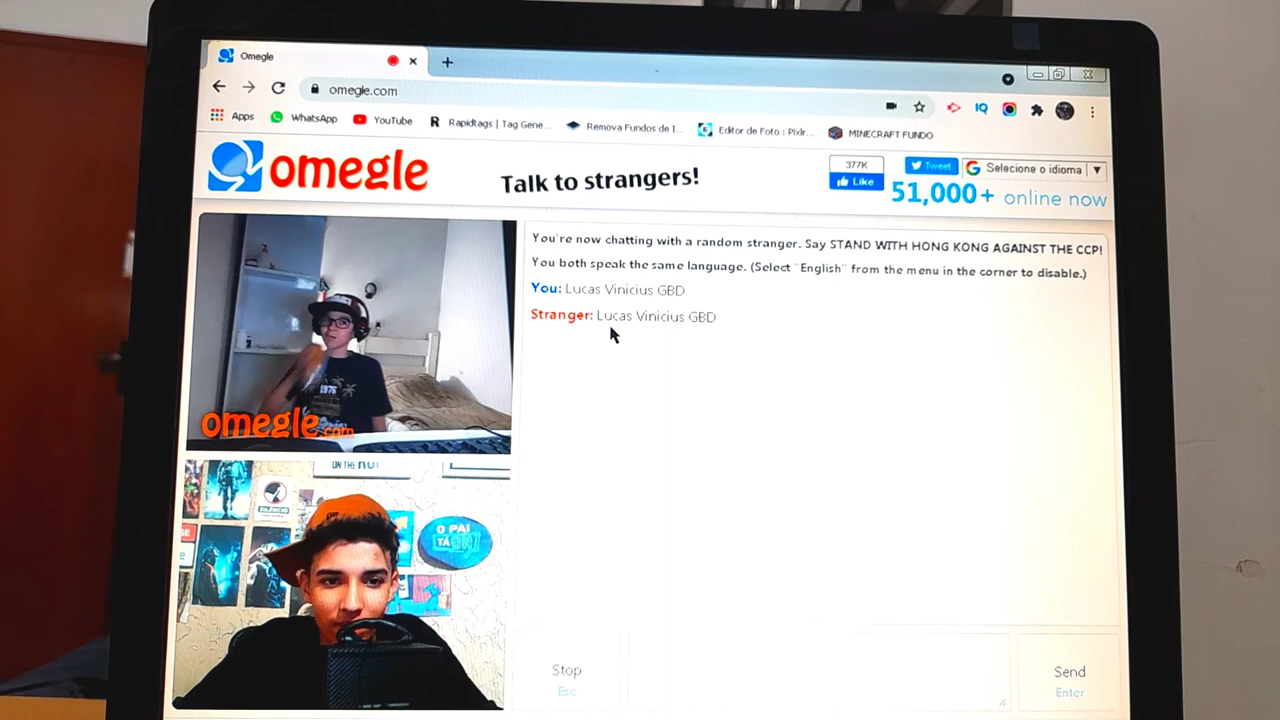 Omegle
omegle.com
Apps
WhatsApp
YouTube
Rapidtags | Tag Gene...
Remova Fundos de I...
Editor de Foto : Pixlr...
MINECRAFT FUNDO
IQ
omegle
Talk to strangers!
377K
Like
Tweet
Selecione o idioma
51,000+ online now
You're now chatting with a random stranger. Say STAND WITH HONG KONG AGAINST THE CCP!
You both speak the same language. (Select "English" from the menu in the corner to disable.)
You: Lucas Vinicius GBD
Stranger: Lucas Vinicius GBD
1976
omegle.com
ON THE
SILÊNCIO
O PAI
TÁ ON
Stop
Esc
Send
Enter